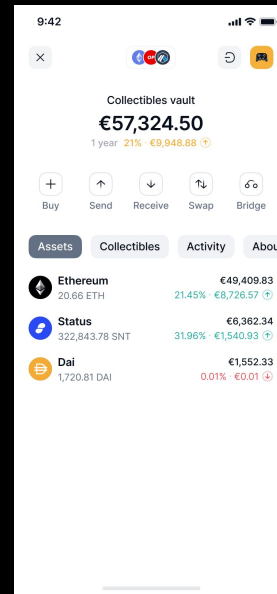 9:42
OP
Collectibles vault
€57,324.50
1 year 21% · €9,948.88
Buy Send Receive Swap Bridge
Assets Collectibles Activity Abou
Ethereum €49,409.83
20.66 ETH 21.45% · €8,726.57
Status €6,362.34
322,843.78 SNT 31.96% · €1,540.93
Dai €1,552.33
1,720.81 DAI 0.01% · €0.01